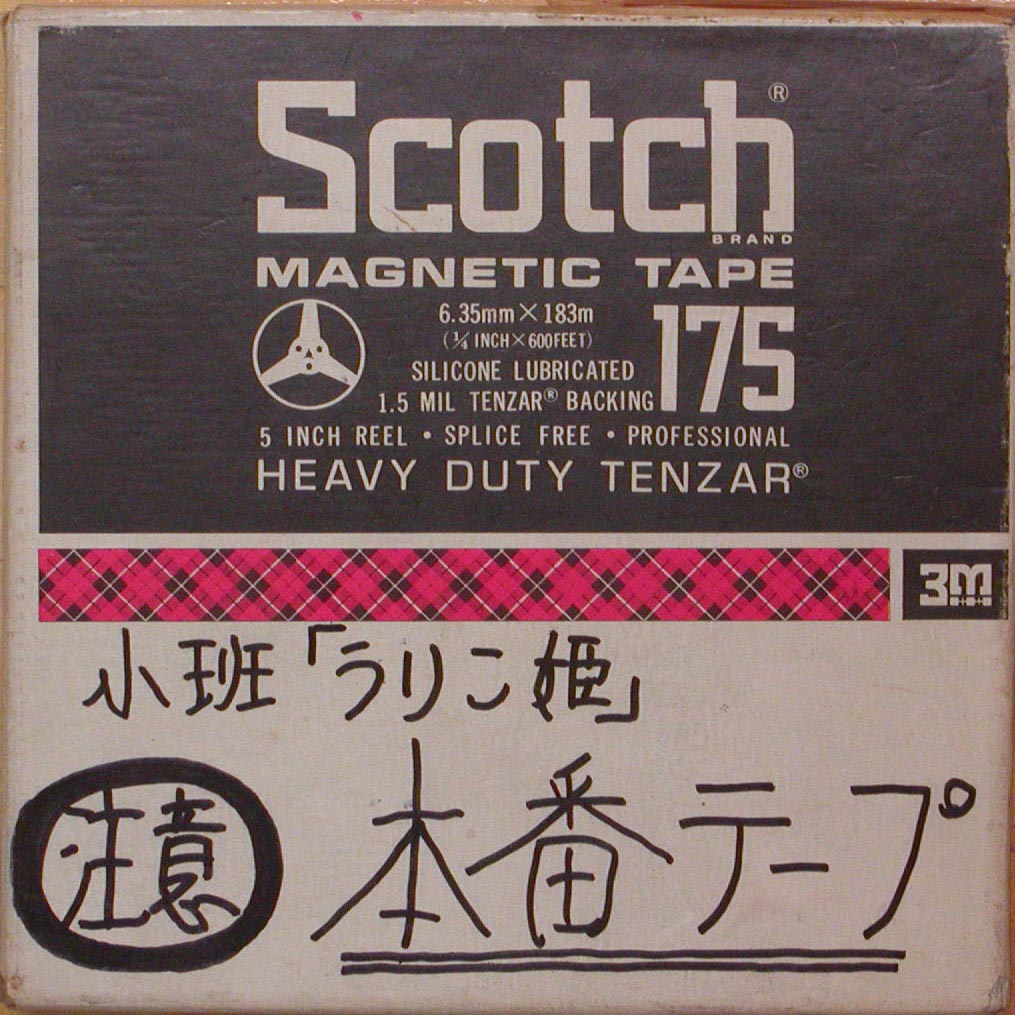 Scotch®
BRAND
MAGNETIC TAPE
6.35mm×183m
(1/4 INCH×600FEET)
175
SILICONE LUBRICATED
1.5 MIL TENZAR® BACKING
5 INCH REEL • SPLICE FREE • PROFESSIONAL
HEAVY DUTY TENZAR®
3M
小班「うりこ姫」
注意 本番テープ